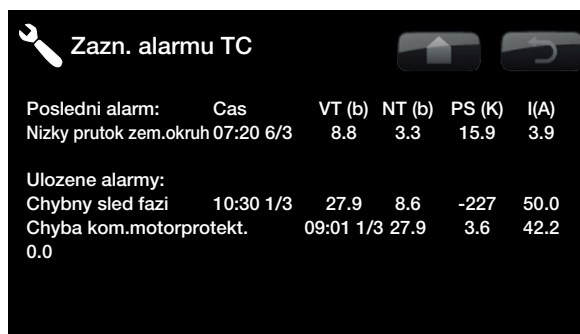 Zazn. alarmu TC
Posledni alarm: Cas VT (b) NT (b) PS (K) I(A)
Nizky prutok zem.okruh 07:20 6/3 8.8 3.3 15.9 3.9
Ulozene alarmy:
Chybny sled fazi 10:30 1/3 27.9 8.6 -227 50.0
Chyba kom.motorprotekt. 09:01 1/3 27.9 3.6 42.2
0.0